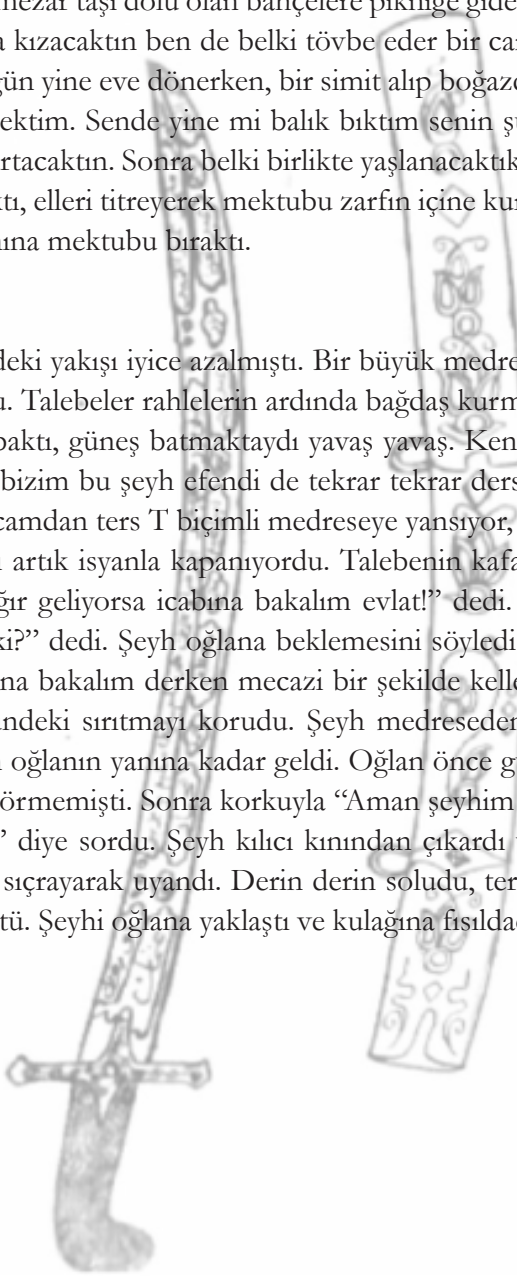 mezar taşı dolu olan bahçelere pikniğe gide
a kızacaktın ben de belki tövbe eder bir ca
gün yine eve dönerken, bir simit alıp boğaz
ektim. Sende yine mi balık bıktım senin ş
rtacaktın. Sonra belki birlikte yaşlanacaktık
ktı, elleri titreyerek mektubu zarfın içine ku
nına mektubu bıraktı.
deki yakışı iyice azalmıştı. Bir büyük medre
u. Talebeler rahlelerin ardında bağdaş kurm
baktı, güneş batmaktaydı yavaş yavaş. Ken
bizim bu şeyh efendi de tekrar tekrar ders
camdan ters T biçimli medreseye yansıyor,
ı artık isyanla kapanıyordu. Talebenin kafa
ğır geliyorsa icabına bakalım evlat!” dedi.
ki?” dedi. Şeyh oğlana beklemesini söyledi
na bakalım derken mecazi bir şekilde kelle
ündeki sırıtmayı korudu. Şeyh medreseden
n oğlanın yanına kadar geldi. Oğlan önce g
görmemişti. Sonra korkuyla “Aman şeyhim
” diye sordu. Şeyh kılıcı kınından çıkardı
sıçrayarak uyandı. Derin derin soludu, ter
tü. Şeyhi oğlana yaklaştı ve kulağına fısılda